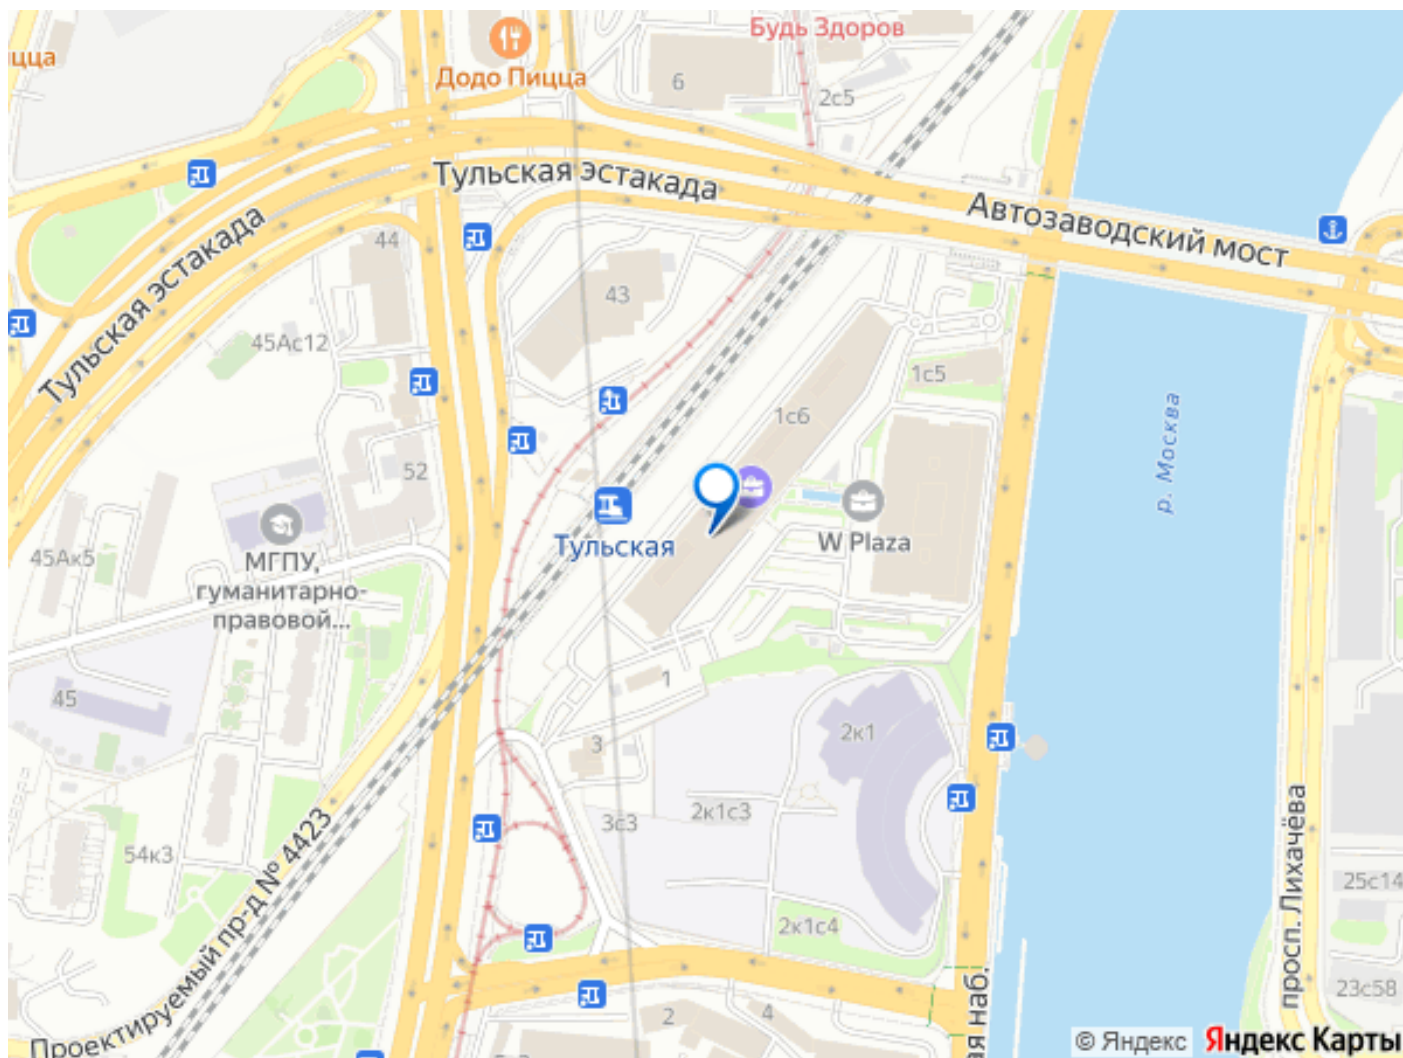 Будь Здоров
цца
Додо Пицца
6
2с5
Тульская эстакада
Автозаводский мост
Тульская эстакада
44
43
45Ас12
1с5
1с6
р. Москва
52
W Plaza
Тульская
45Ак5
МГПУ,
гуманитарно-
правовой...
45
1
2к1
3
2к1с3
3с3
54к3
просп. Лихачёва
25с14
2к1с4
Проектируемый пр-д № 4423
ая наб.
23с58
2
4
© Яндекс
Яндекс Карты